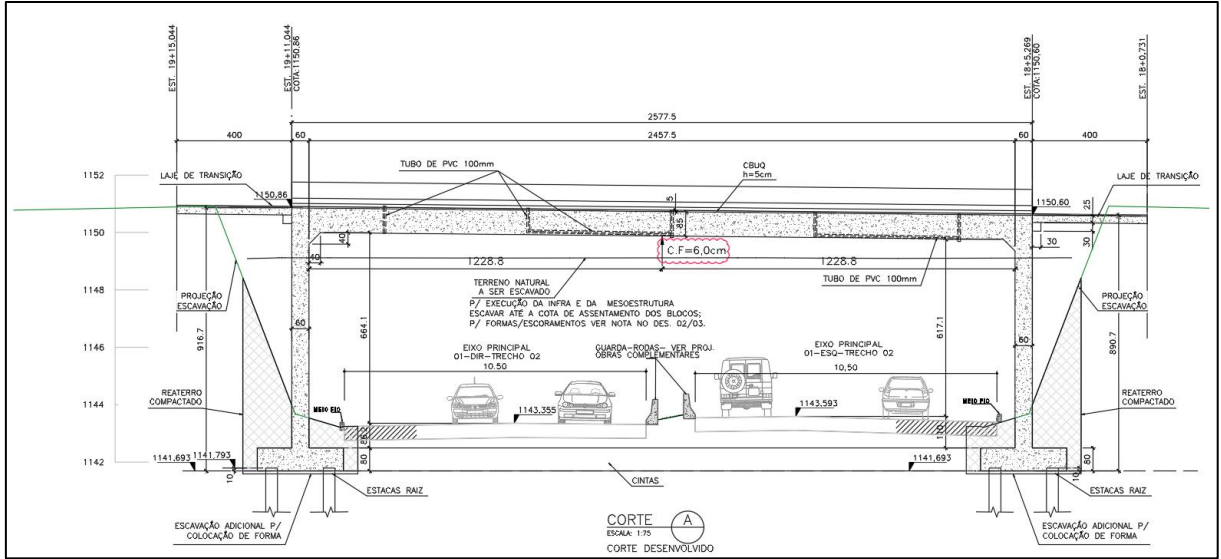 EST. 19+15,044
EST. 19+11,044
COTA:1150,86
EST. 18+5,269
COTA:1150,60
EST. 18+0,731
2577.5
400
60
2457.5
60
400
1152
1150
1148
1146
1144
1142
LAJE DE TRANSIÇÃO
TUBO DE PVC 100mm
CBUQ
h=5cm
LAJE DE TRANSIÇÃO
1150,86
1150,60
5
85
25
30
30
40
40
C.F=6,0cm
1228.8
1228.8
TUBO DE PVC 100mm
TERRENO NATURAL
A SER ESCAVADO
P/ EXECUÇÃO DA INFRA E DA MESOESTRUTURA
ESCAVAR ATÉ A COTA DE ASSENTAMENTO DOS BLOCOS;
P/ FORMAS/ESCORAMENTOS VER NOTA NO DES. 02/03.
PROJEÇÃO
ESCAVAÇÃO
PROJEÇÃO
ESCAVAÇÃO
916.7
60
664.1
617.1
60
890.7
EIXO PRINCIPAL
01-DIR-TRECHO 02
10.50
GUARDA-RODAS- VER PROJ.
OBRAS COMPLEMENTARES
EIXO PRINCIPAL
01-ESQ-TRECHO 02
10,50
REATERRO
COMPACTADO
REATERRO
COMPACTADO
MEIO FIO
MEIO FIO
1143,355
1143,593
110
80
80
1141,693
1141,793
1141,693
10
10
CINTAS
ESTACAS RAIZ
ESTACAS RAIZ
ESCAVAÇÃO ADICIONAL P/
COLOCAÇÃO DE FORMA
ESCAVAÇÃO ADICIONAL P/
COLOCAÇÃO DE FORMA
CORTE A
ESCALA: 1:75
CORTE DESENVOLVIDO